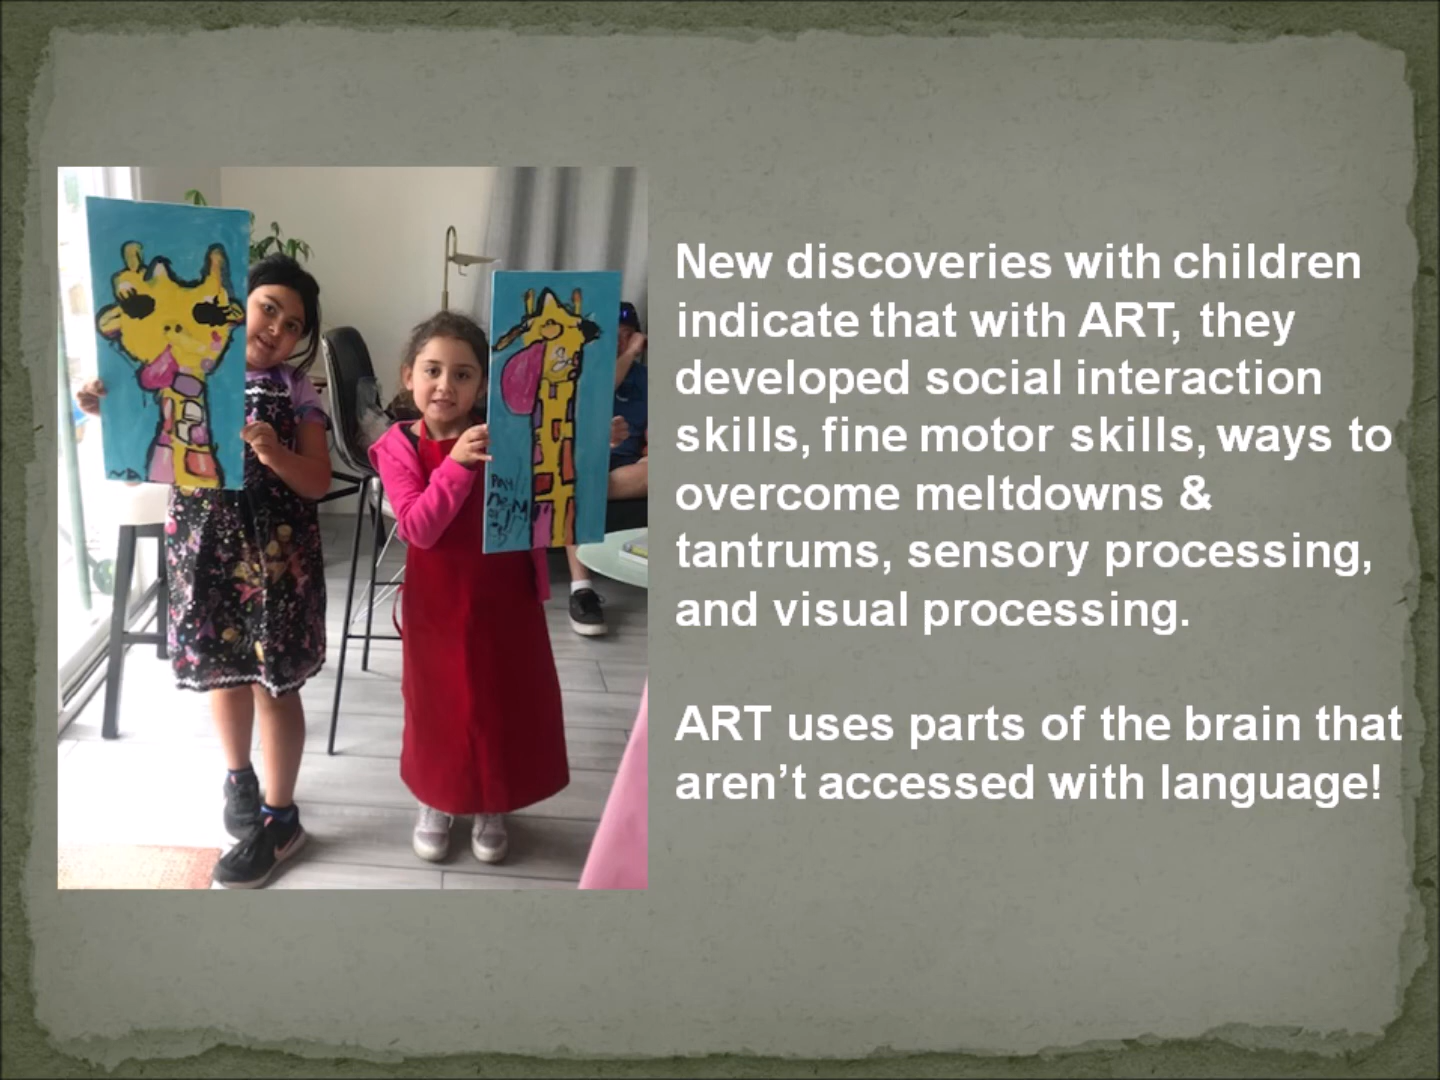 New discoveries with children
indicate that with ART, they
developed social interaction
skills, fine motor skills, ways to
overcome meltdowns &
tantrums, sensory processing,
and visual processing.
ART uses parts of the brain that
aren’t accessed with language!